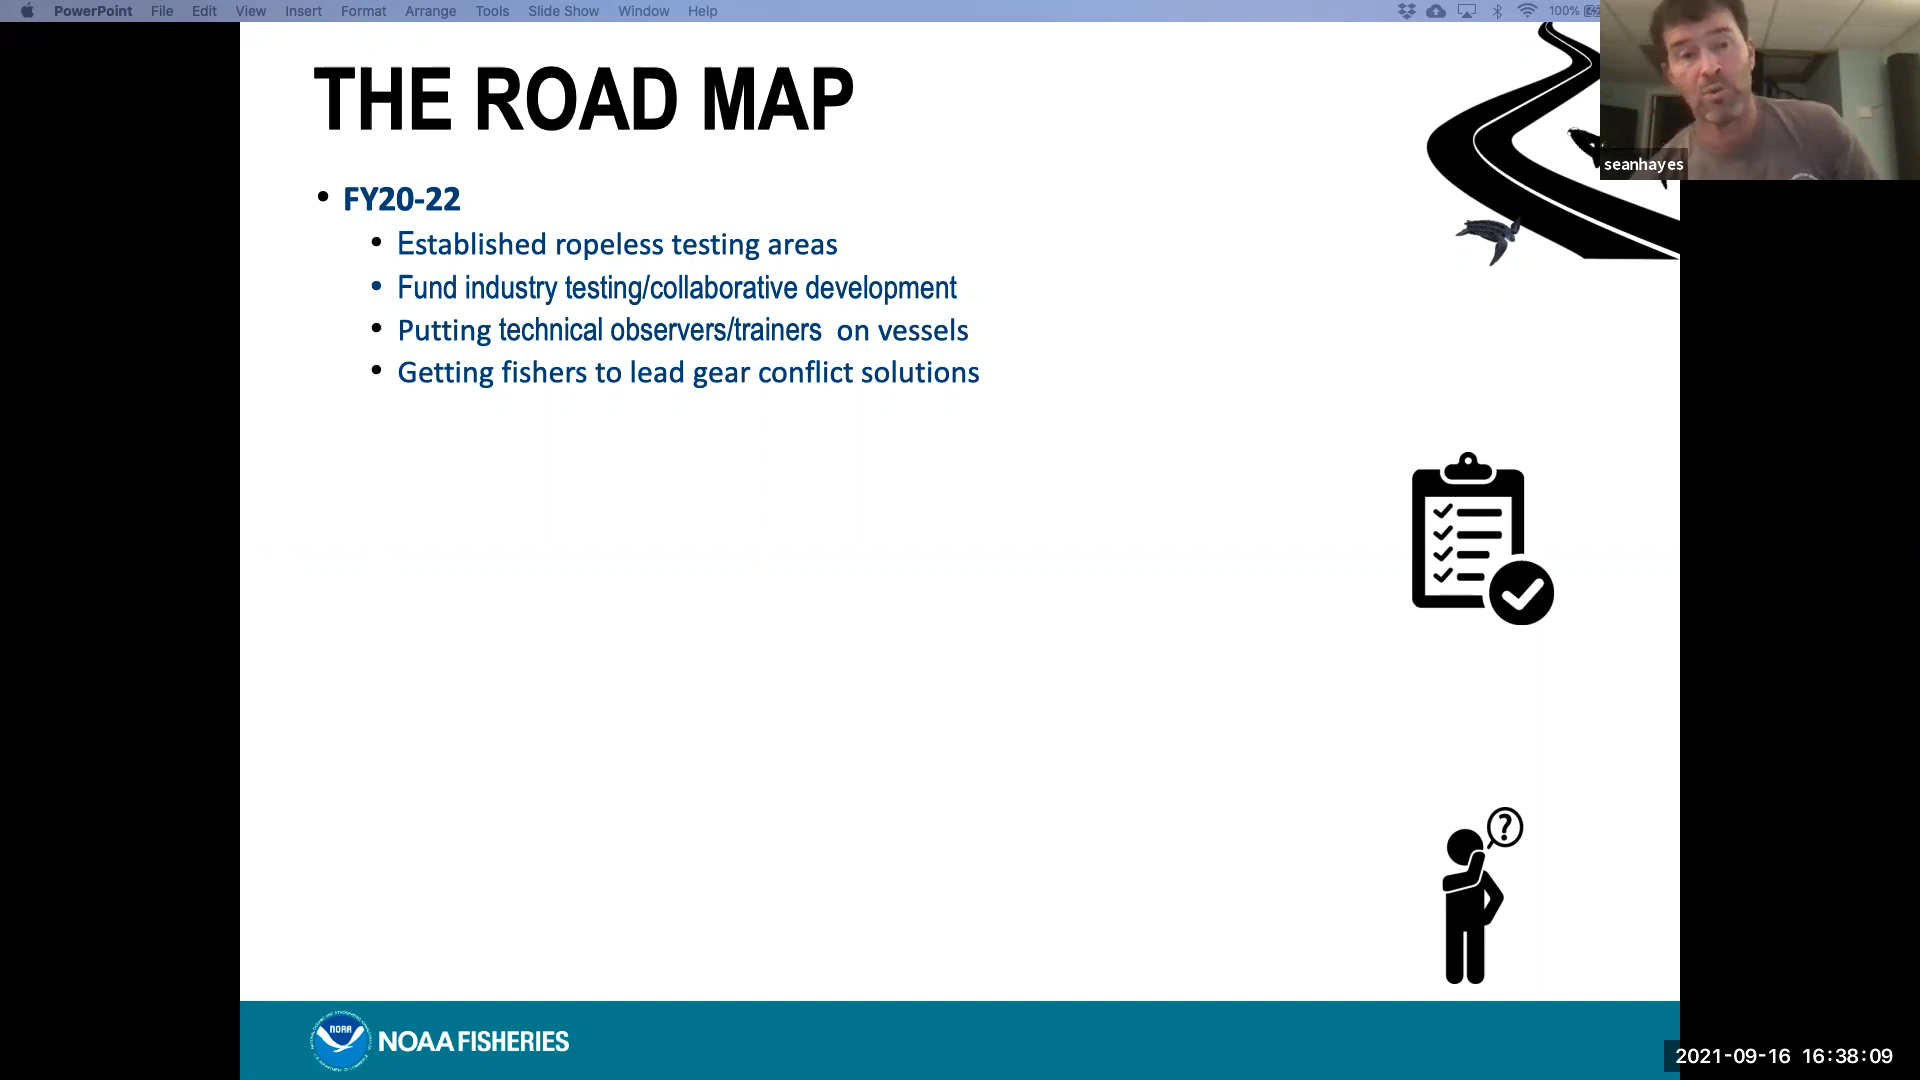 PowerPoint File Edit View Insert Format Arrange Tools Slide Show Window Help 100%
THE ROAD MAP
seanhayes
• FY20-22
• Established ropeless testing areas
• Fund industry testing/collaborative development
• Putting technical observers/trainers on vessels
• Getting fishers to lead gear conflict solutions
?
NOAA
NOAA FISHERIES
2021-09-16 16:38:09